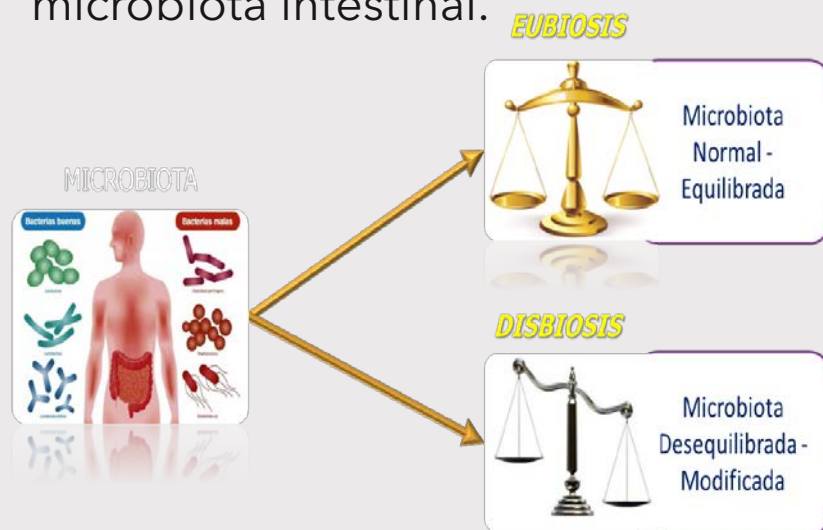 microbiota intestinal.
EUBIOSIS
Microbiota
Normal -
Equilibrada
MICROBIOTA
Bacterias buenas
Bacterias malas
DISBIOSIS
Microbiota
Desequilibrada -
Modificada